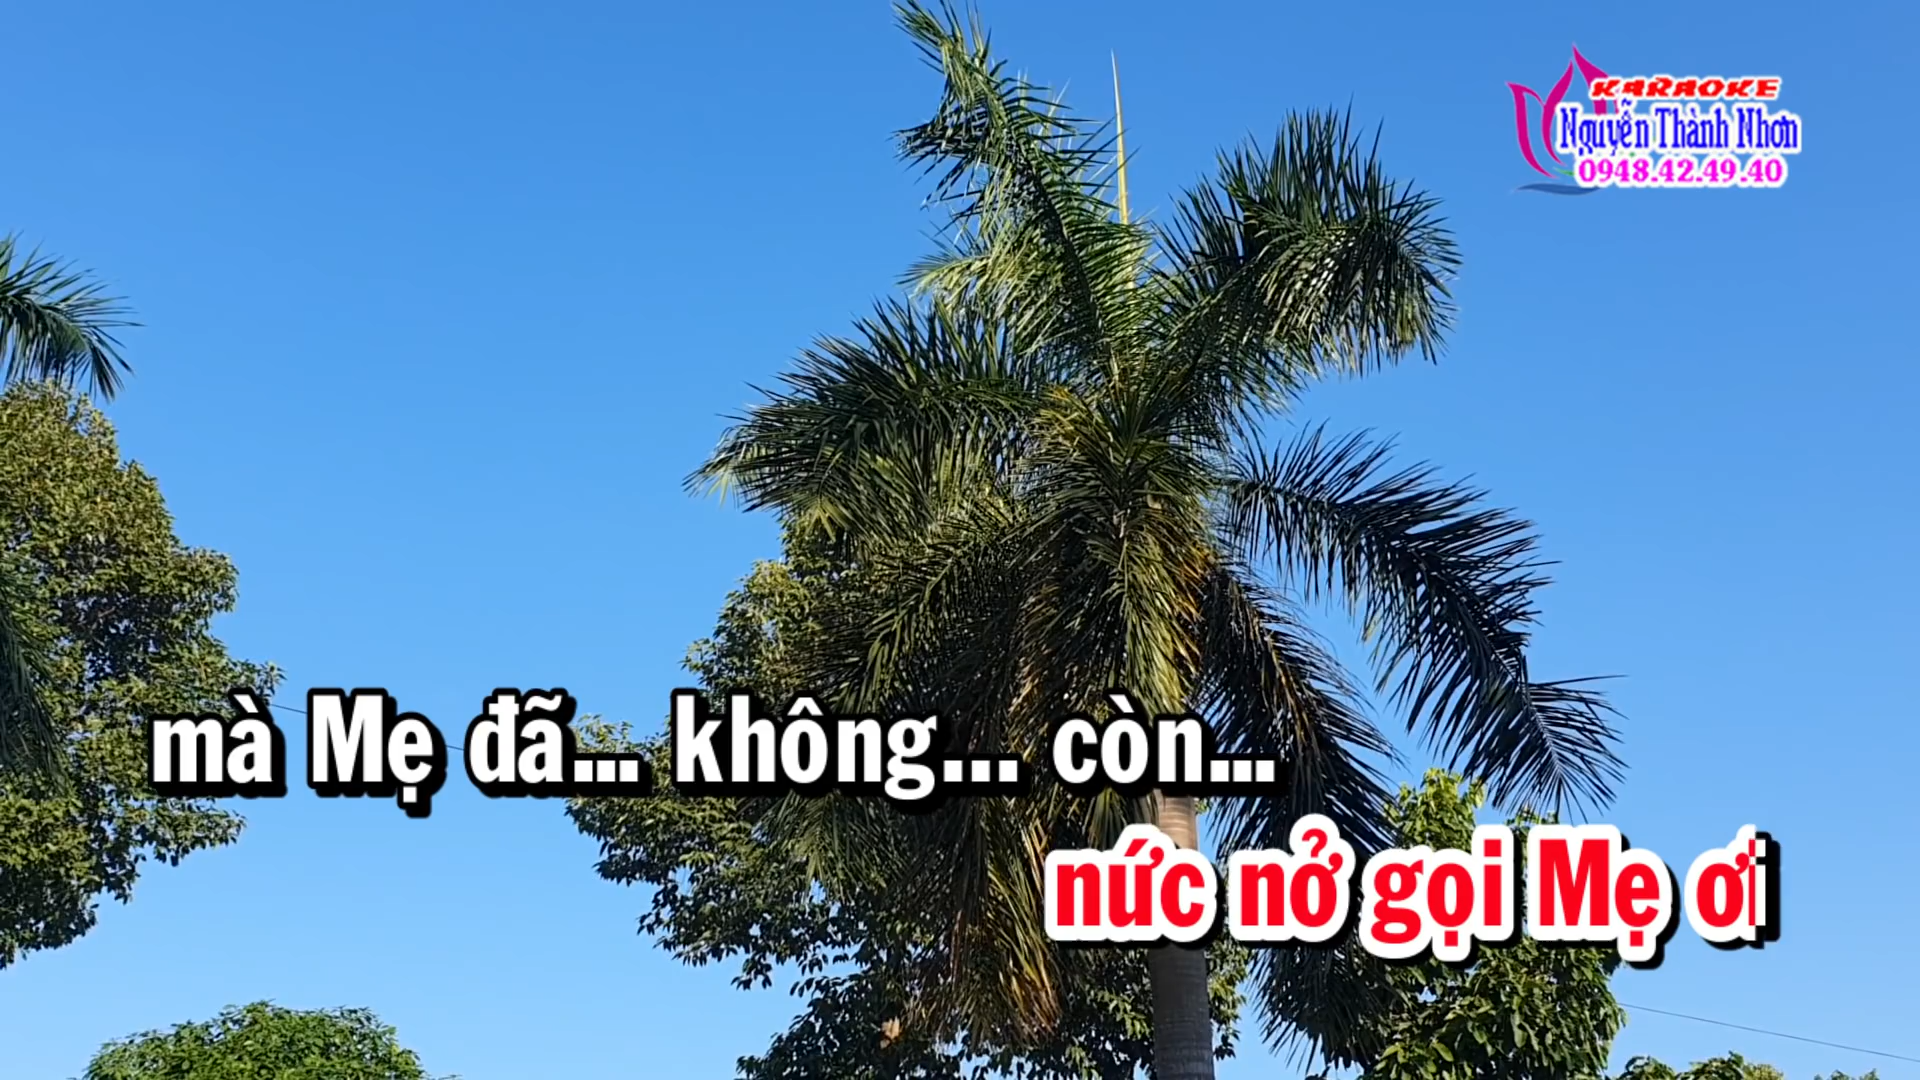 KARAOKE
Nguyễn Thành Nhơn
0948.42.49.40
mà Mẹ đã... không... còn...
nức nở gọi Mẹ ơi